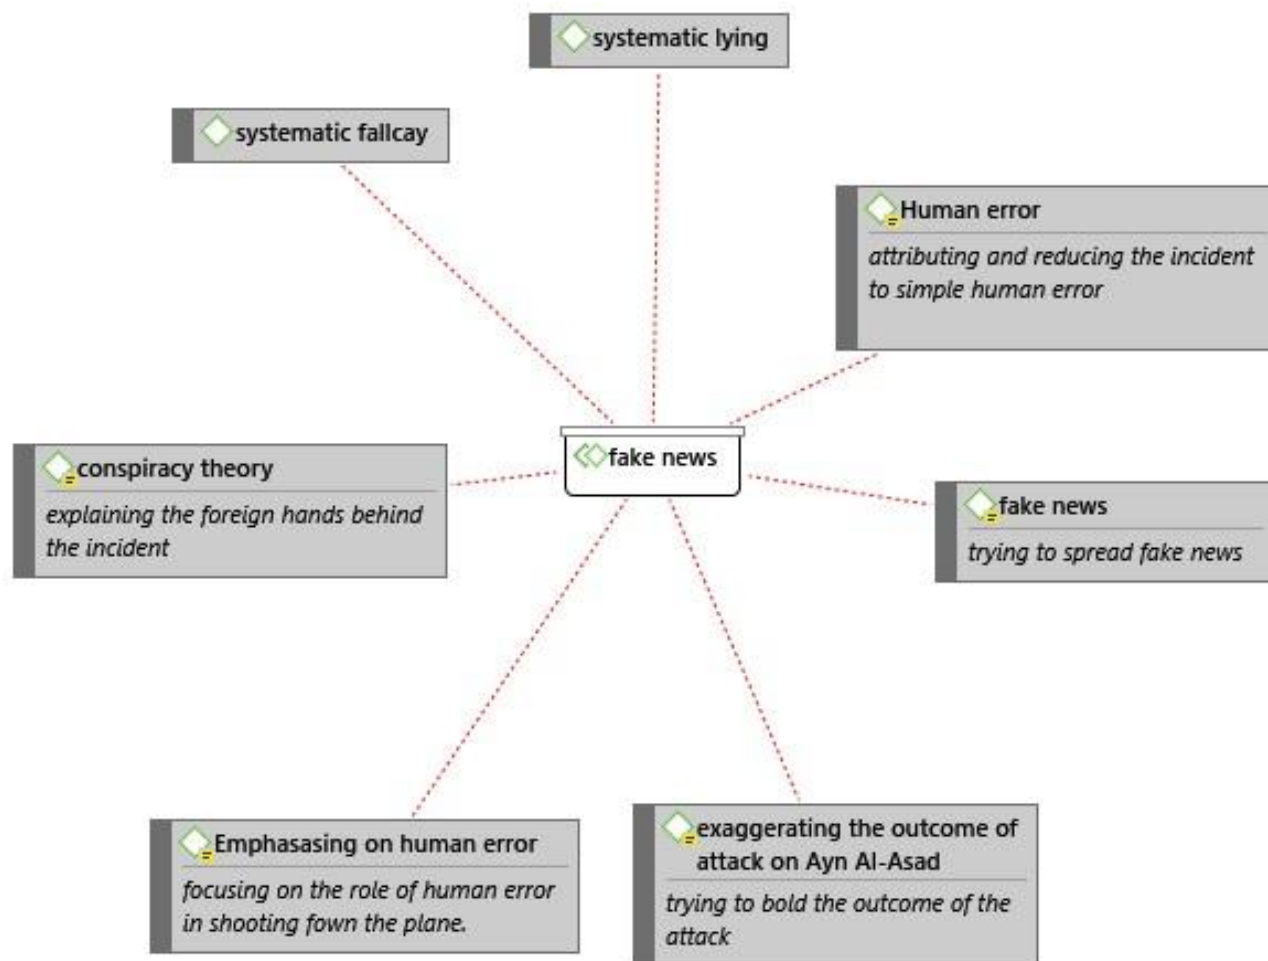 systematic lying
systematic fallcay
Human error
attributing and reducing the incident
to simple human error
fake news
conspiracy theory
explaining the foreign hands behind
the incident
fake news
trying to spread fake news
Emphasasing on human error
focusing on the role of human error
in shooting fown the plane.
exaggerating the outcome of
attack on Ayn Al-Asad
trying to bold the outcome of the
attack